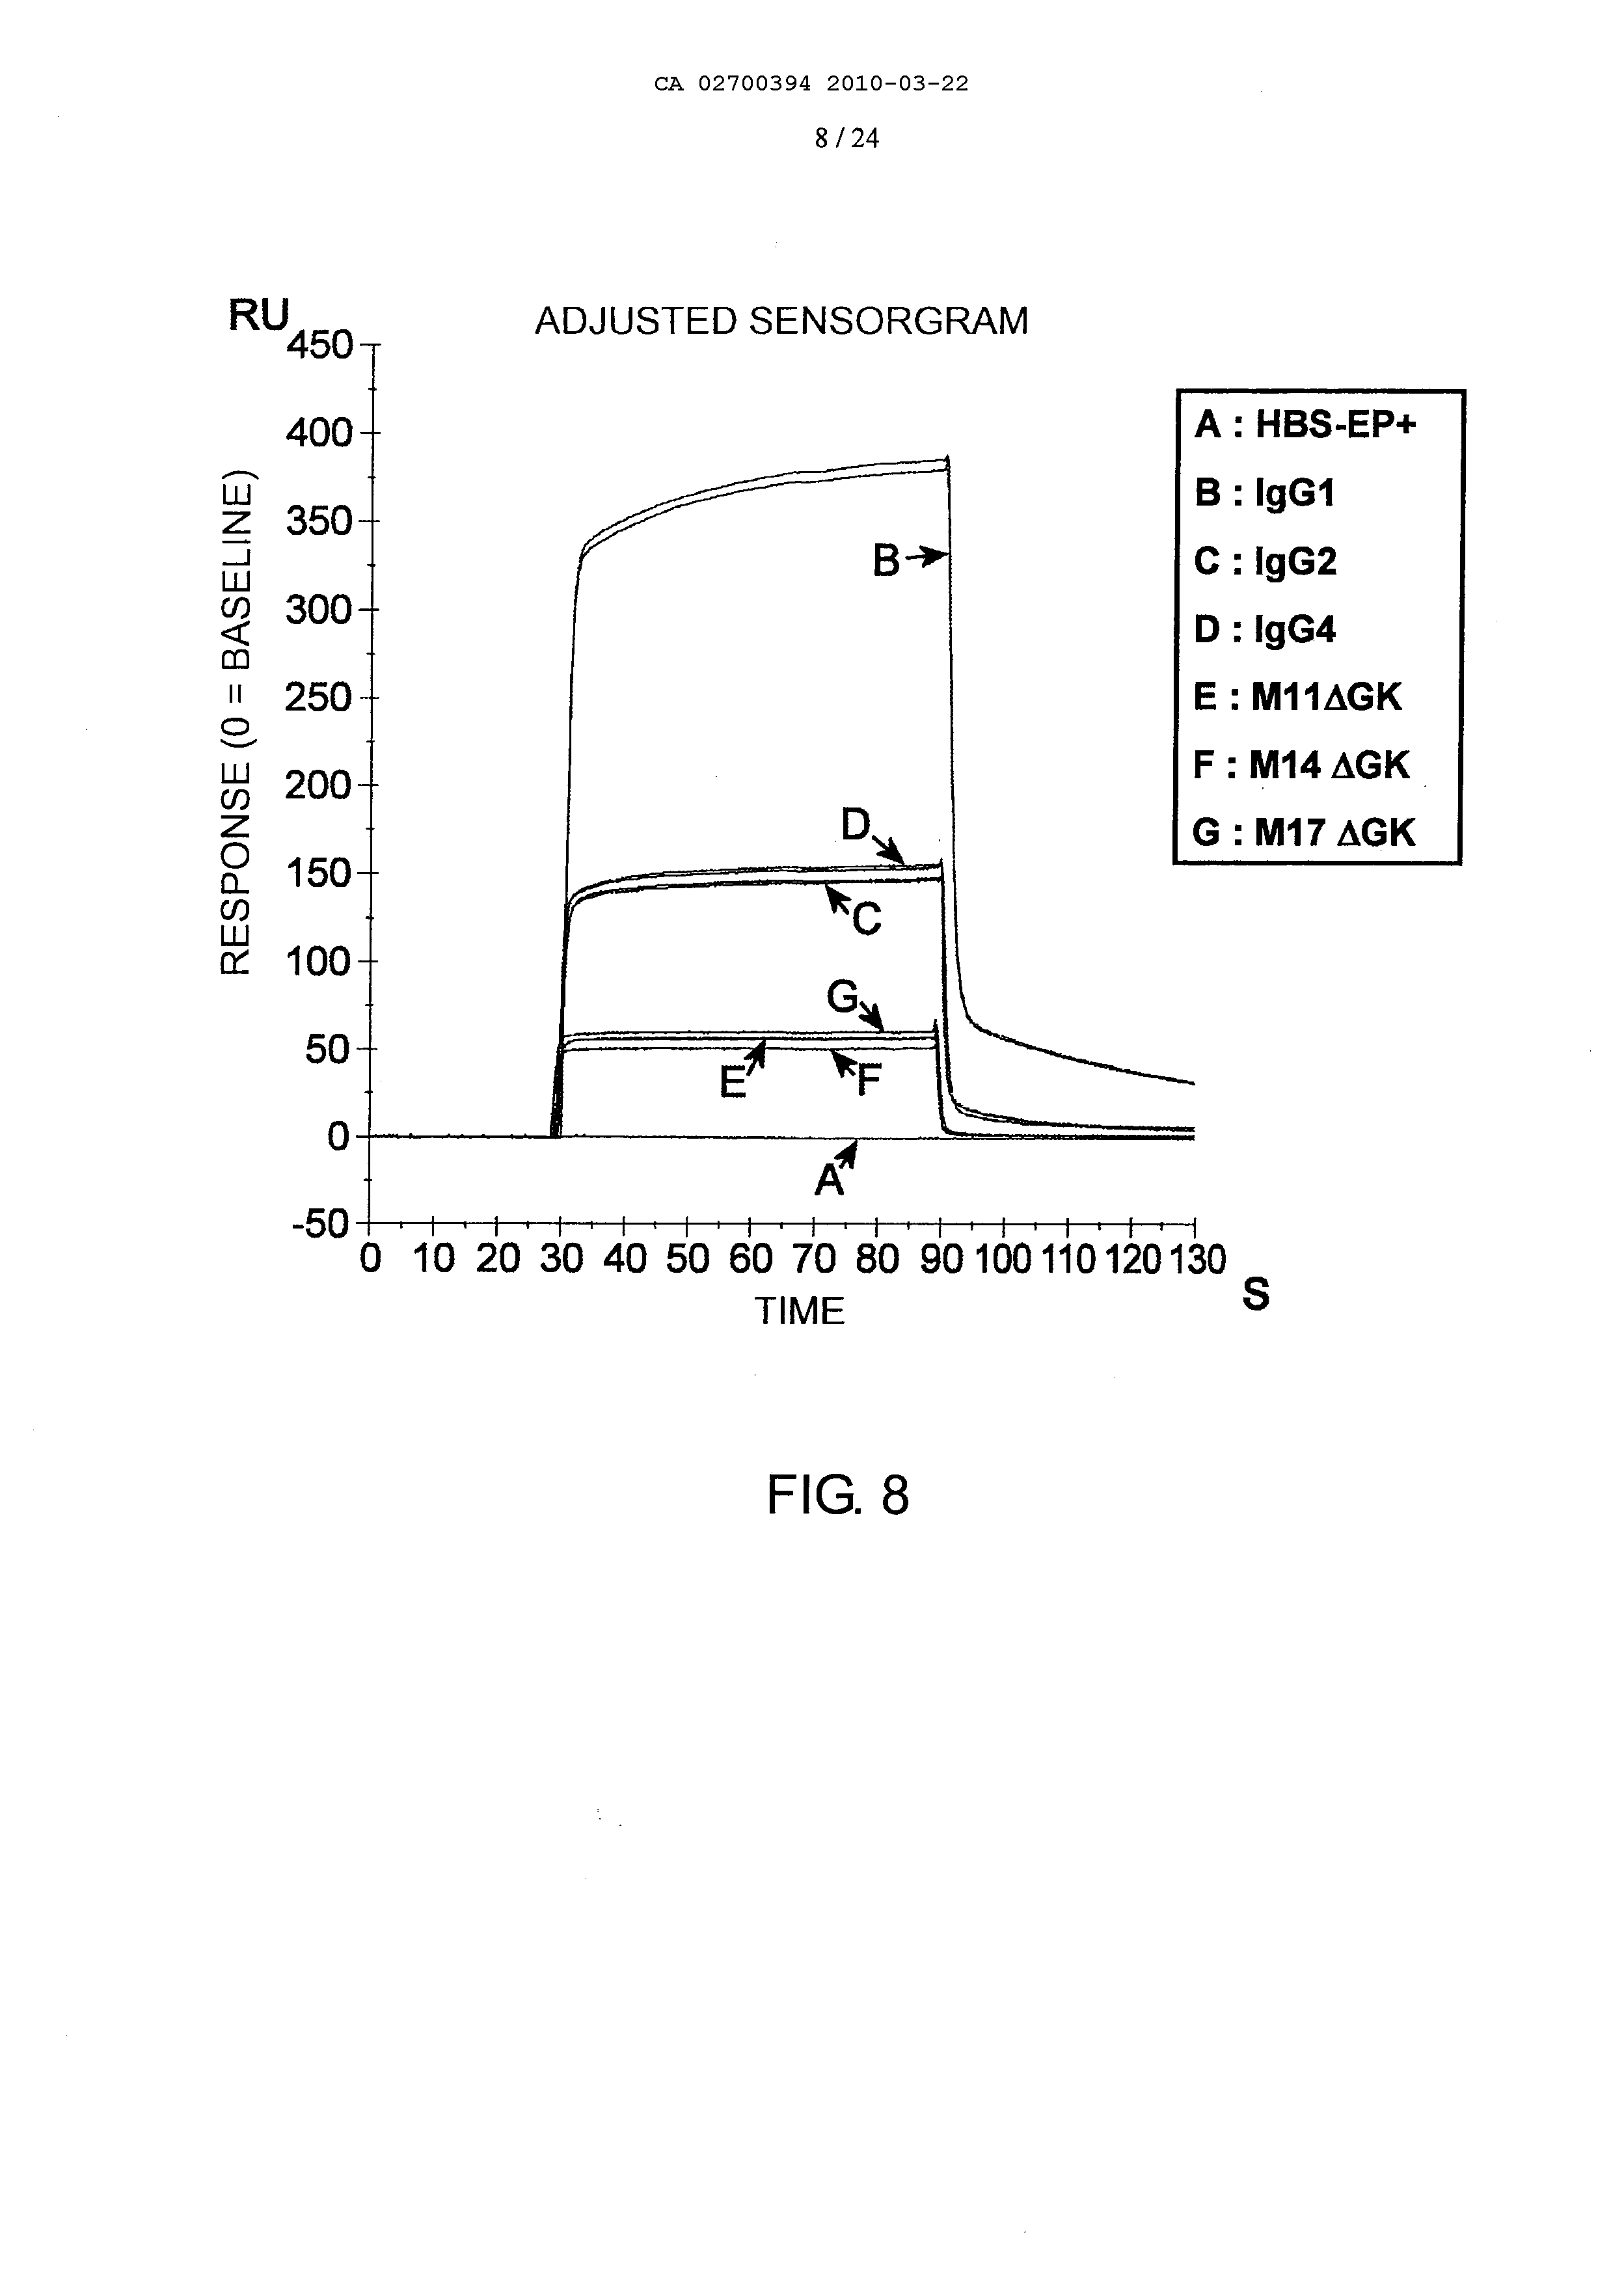 CA 02700394 2010-03-22
8 / 24
RU
ADJUSTED SENSORGRAM
450
400
350
300
250
200
150
100
50
0
-50
RESPONSE (0 = BASELINE)
B
D
C
G
E
F
A
0 10 20 30 40 50 60 70 80 90 100 110 120 130
S
TIME
A : HBS-EP+
B : IgG1
C : IgG2
D : IgG4
E : M11ΔGK
F : M14 ΔGK
G : M17 ΔGK
FIG. 8